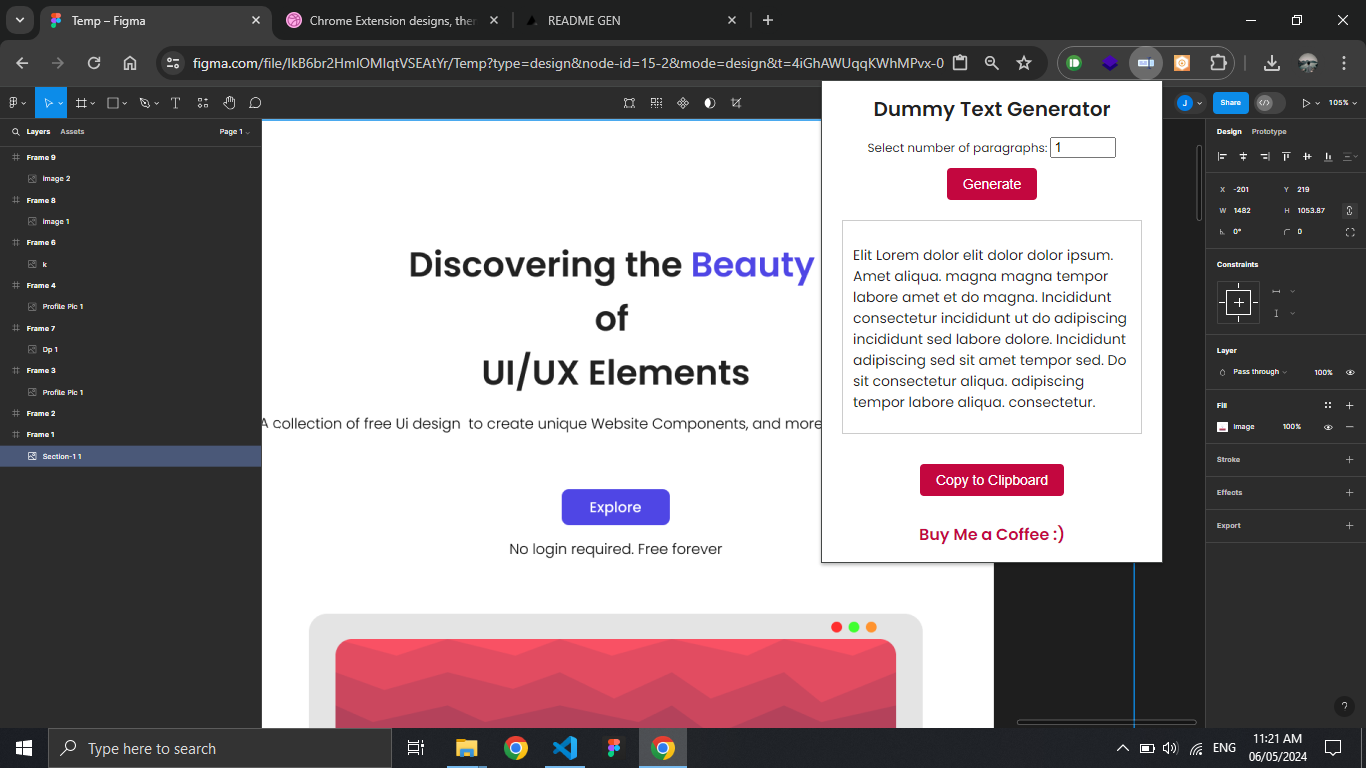 Temp – Figma
Chrome Extension designs, ther
README GEN
figma.com/file/IkB6br2HmIOMIqtVSEAtYr/Temp?type=design&node-id=15-2&mode=design&t=4iGhAWUqqKWhMPvx-0
J
Share
105%
Layers Assets Page 1
Frame 9
Image 2
Frame 8
Image 1
Frame 6
k
Frame 4
Profile Pic 1
Frame 7
Dp 1
Frame 3
Profile Pic 1
Frame 2
Frame 1
Section-1 1
Discovering the Beauty
of
UI/UX Elements
A collection of free Ui design to create unique Website Components, and more
Explore
No login required. Free forever
Dummy Text Generator
Select number of paragraphs: 1
Generate
Elit Lorem dolor elit dolor dolor ipsum.
Amet aliqua. magna magna tempor
labore amet et do magna. Incididunt
consectetur incididunt ut do adipiscing
incididunt sed labore dolore. Incididunt
adipiscing sed sit amet tempor sed. Do
sit consectetur aliqua. adipiscing
tempor labore aliqua. consectetur.
Copy to Clipboard
Buy Me a Coffee :)
Design Prototype
X -201 Y 219
W 1482 H 1053.87
0° 0
Constraints
Layer
Pass through 100%
Fill
Image 100%
Stroke
Effects
Export
?
Type here to search
ENG
11:21 AM
06/05/2024